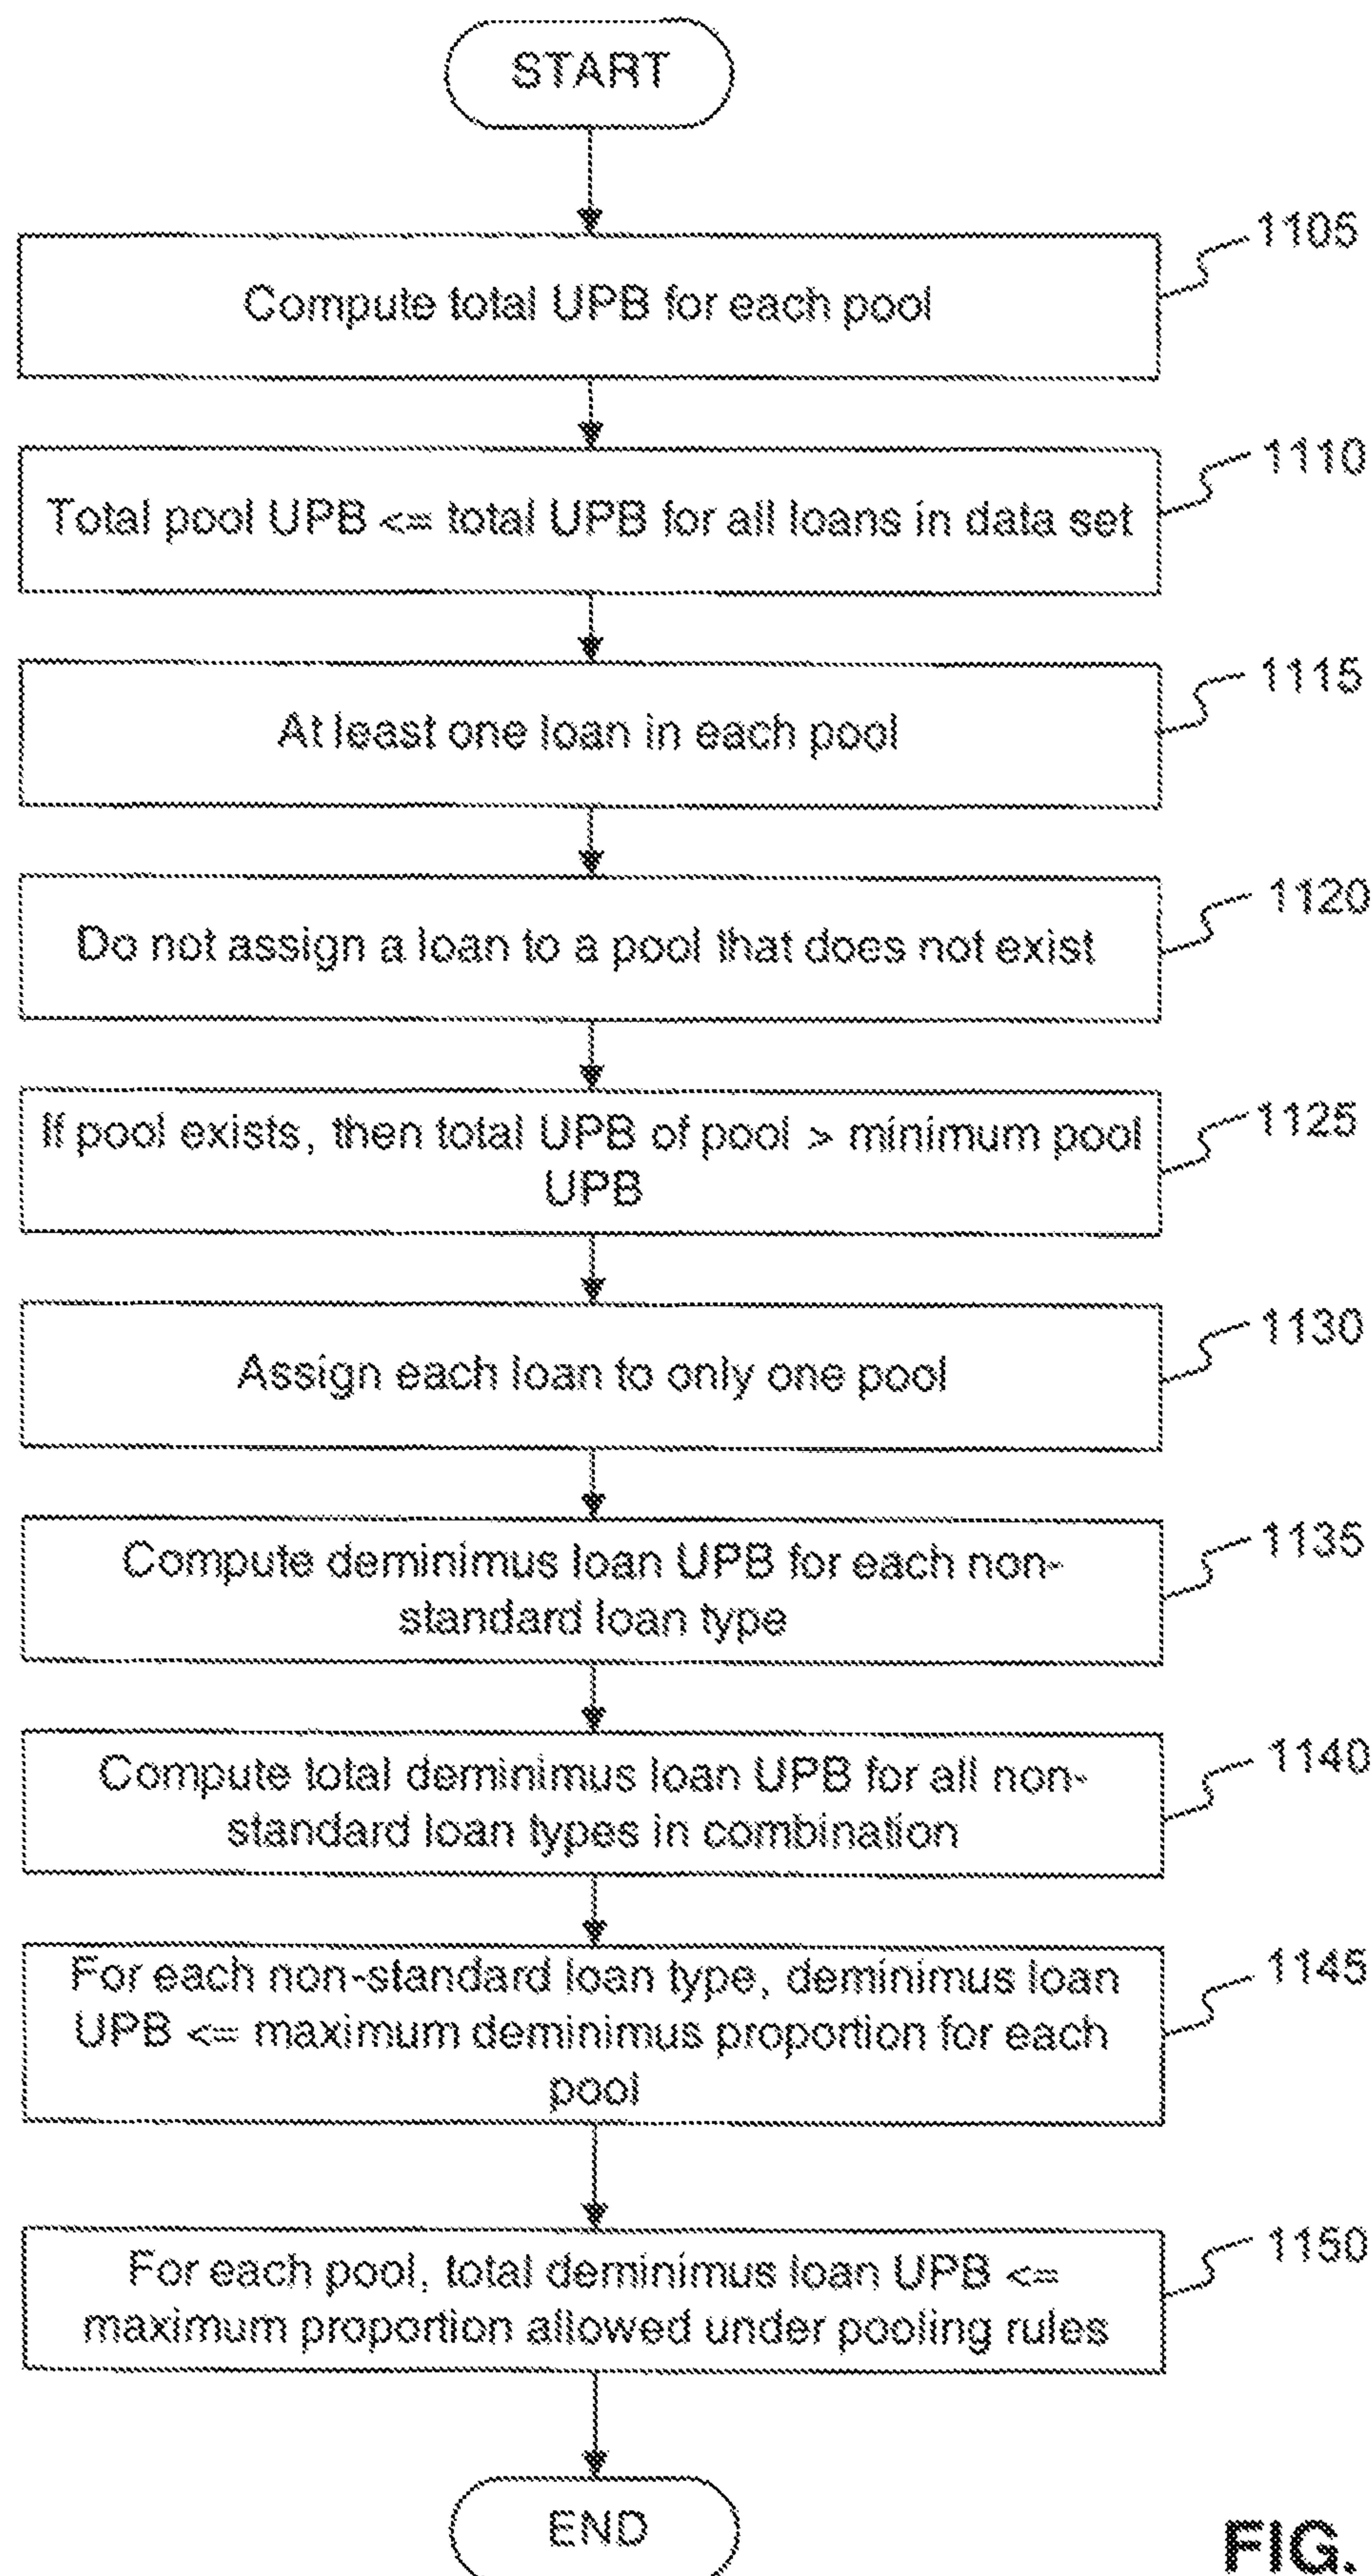 START
Compute total UPB for each pool
1105
Total pool UPB <= total UPB for all loans in data set
1110
At least one loan in each pool
1115
Do not assign a loan to a pool that does not exist
1120
If pool exists, then total UPB of pool > minimum pool
UPB
1125
Assign each loan to only one pool
1130
Compute deminimus loan UPB for each non-
standard loan type
1135
Compute total deminimus loan UPB for all non-
standard loan types in combination
1140
For each non-standard loan type, deminimus loan
UPB <= maximum deminimus proportion for each
pool
1145
For each pool, total deminimus loan UPB <=
maximum proportion allowed under pooling rules
1150
END
FIG.